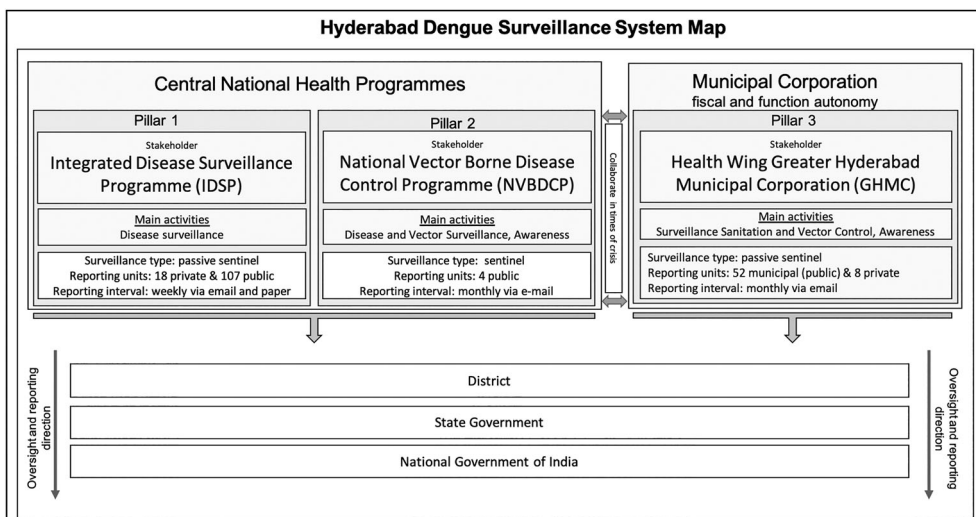 Hyderabad Dengue Surveillance System Map
Central National Health Programmes
Pillar 1
Stakeholder
Integrated Disease Surveillance
Programme (IDSP)
Main activities
Disease surveillance
Surveillance type: passive sentinel
Reporting units: 18 private & 107 public
Reporting interval: weekly via email and paper
Pillar 2
Stakeholder
National Vector Borne Disease
Control Programme (NVBDCP)
Main activities
Disease and Vector Surveillance, Awareness
Surveillance type: sentinel
Reporting units: 4 public
Reporting interval: monthly via e-mail
Collaborate in times of crisis
Municipal Corporation
fiscal and function autonomy
Pillar 3
Stakeholder
Health Wing Greater Hyderabad
Municipal Corporation (GHMC)
Main activities
Surveillance Sanitation and Vector Control, Awareness
Surveillance type: passive sentinel
Reporting units: 52 municipal (public) & 8 private
Reporting interval: monthly via email
Oversight and reporting
direction
District
State Government
National Government of India
Oversight and reporting
direction